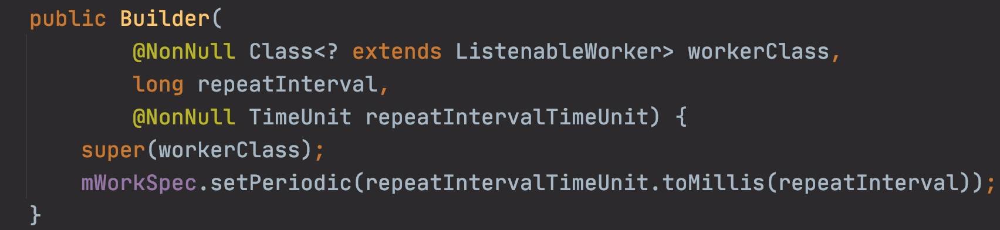 public Builder(
@NonNull Class<? extends ListenableWorker> workerClass,
long repeatInterval,
@NonNull TimeUnit repeatIntervalTimeUnit) {
super(workerClass);
mWorkSpec.setPeriodic(repeatIntervalTimeUnit.toMillis(repeatInterval));
}